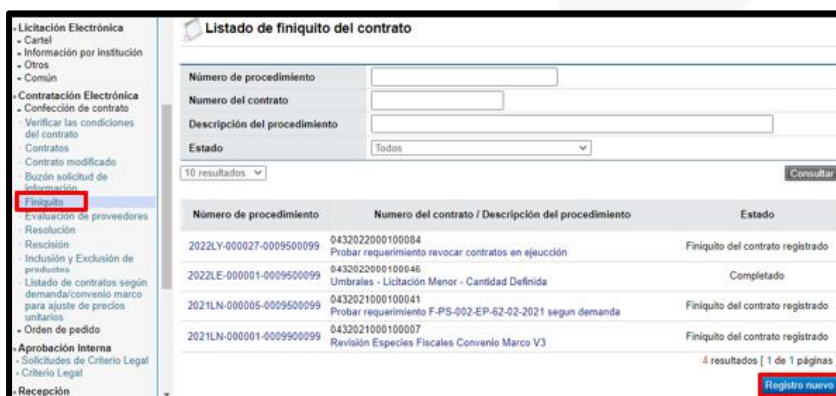 Licitación Electrónica
Cartel
Información por institución
Otros
Común
Contratación Electrónica
Confección de contrato
Verificar las condiciones
del contrato
Contratos
Contrato modificado
Buzón solicitud de
información
Finiquito
Evaluación de proveedores
Resolución
Rescisión
Inclusión y Exclusión de
productos
Listado de contratos según
demanda/convenio marco
para ajuste de precios
unitarios
Orden de pedido
Aprobación Interna
Solicitudes de Criterio Legal
Criterio Legal
Recepción
Listado de finiquito del contrato
Número de procedimiento
Numero del contrato
Descripción del procedimiento
Estado Todos
10 resultados Consultar
Número de procedimiento Numero del contrato / Descripción del procedimiento Estado
2022LY-000027-0009500099 0432022000100084 Finiquito del contrato registrado
Probar requerimiento revocar contratos en ejeucción
2022LE-000001-0009500099 0432022000100046 Completado
Umbrales - Licitación Menor - Cantidad Definida
2021LN-000005-0009500099 0432021000100041 Finiquito del contrato registrado
Probar requerimiento F-PS-002-EP-62-02-2021 segun demanda
2021LN-000001-0009900099 0432021000100007 Finiquito del contrato registrado
Revisión Especies Fiscales Convenio Marco V3
4 resultados [ 1 de 1 páginas
Registro nuevo